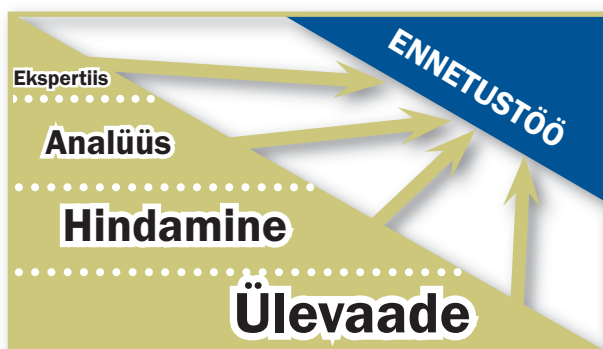 ENNETUSTÖÖ
Ekspertiis
Analüüs
Hindamine
Ülevaade